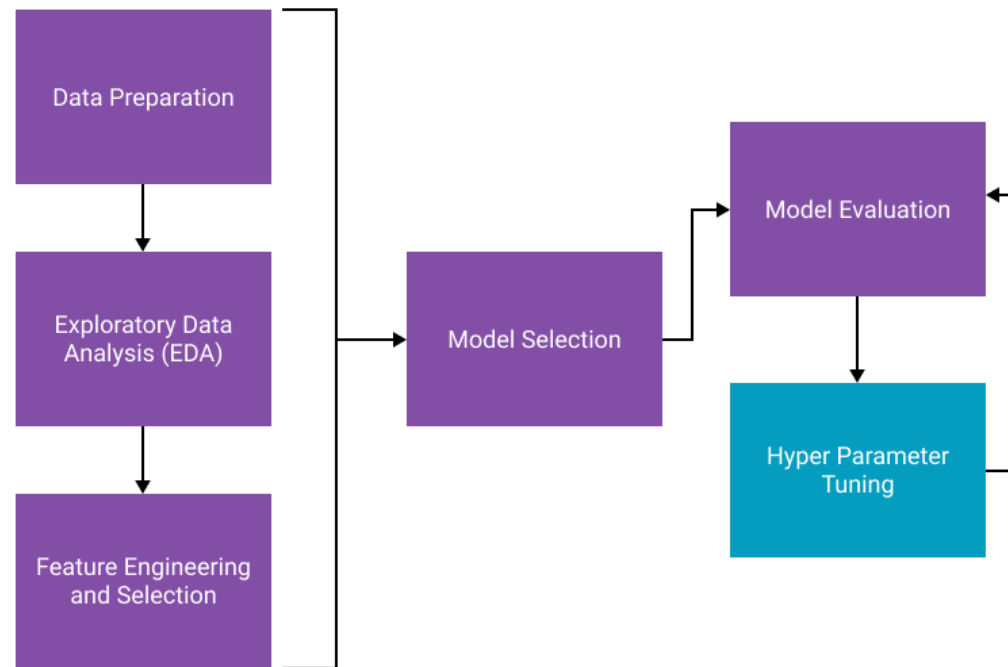 Data Preparation
Exploratory Data
Analysis (EDA)
Feature Engineering
and Selection
Model Selection
Model Evaluation
Hyper Parameter
Tuning